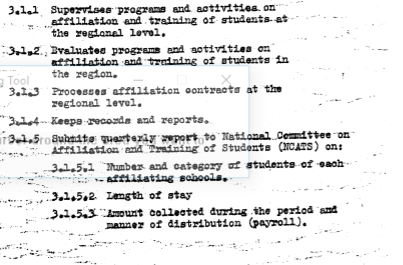 3.1.1 Supervises programs and activities on
affiliation and training of students at
the regional level.
3.1.2 Evaluates programs and activities on
affiliation and training of students in
the region.
g Tool
3.1.3 Processes affiliation contracts at the
regional level.
3.1.4 Keeps records and reports.
3.1.5 Submits quarterly report to National Committee on
Affiliation and Training of Students (NCATS) on:
3.1.5.1 Number and category of students of each
affiliating schools.
3.1.5.2 Length of stay
3.1.5.3 Amount collected during the period and
manner of distribution (payroll).